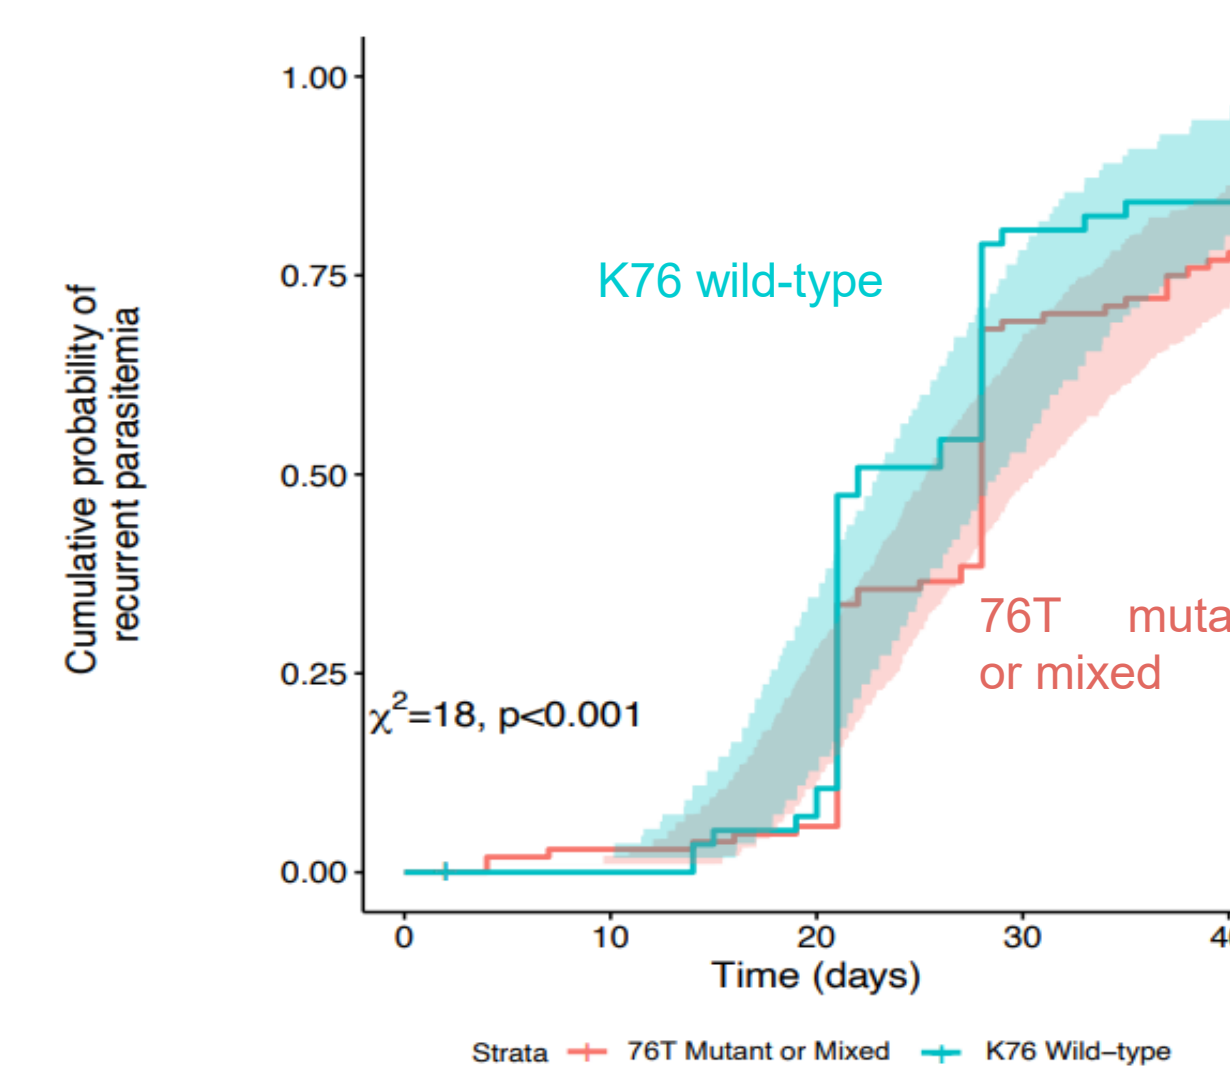 Cumulative probability of
recurrent parasitemia
1.00
0.75
0.50
0.25
0.00
K76 wild-type
76T muta
or mixed
χ²=18, p<0.001
0 10 20 30 4
Time (days)
Strata 76T Mutant or Mixed K76 Wild–type